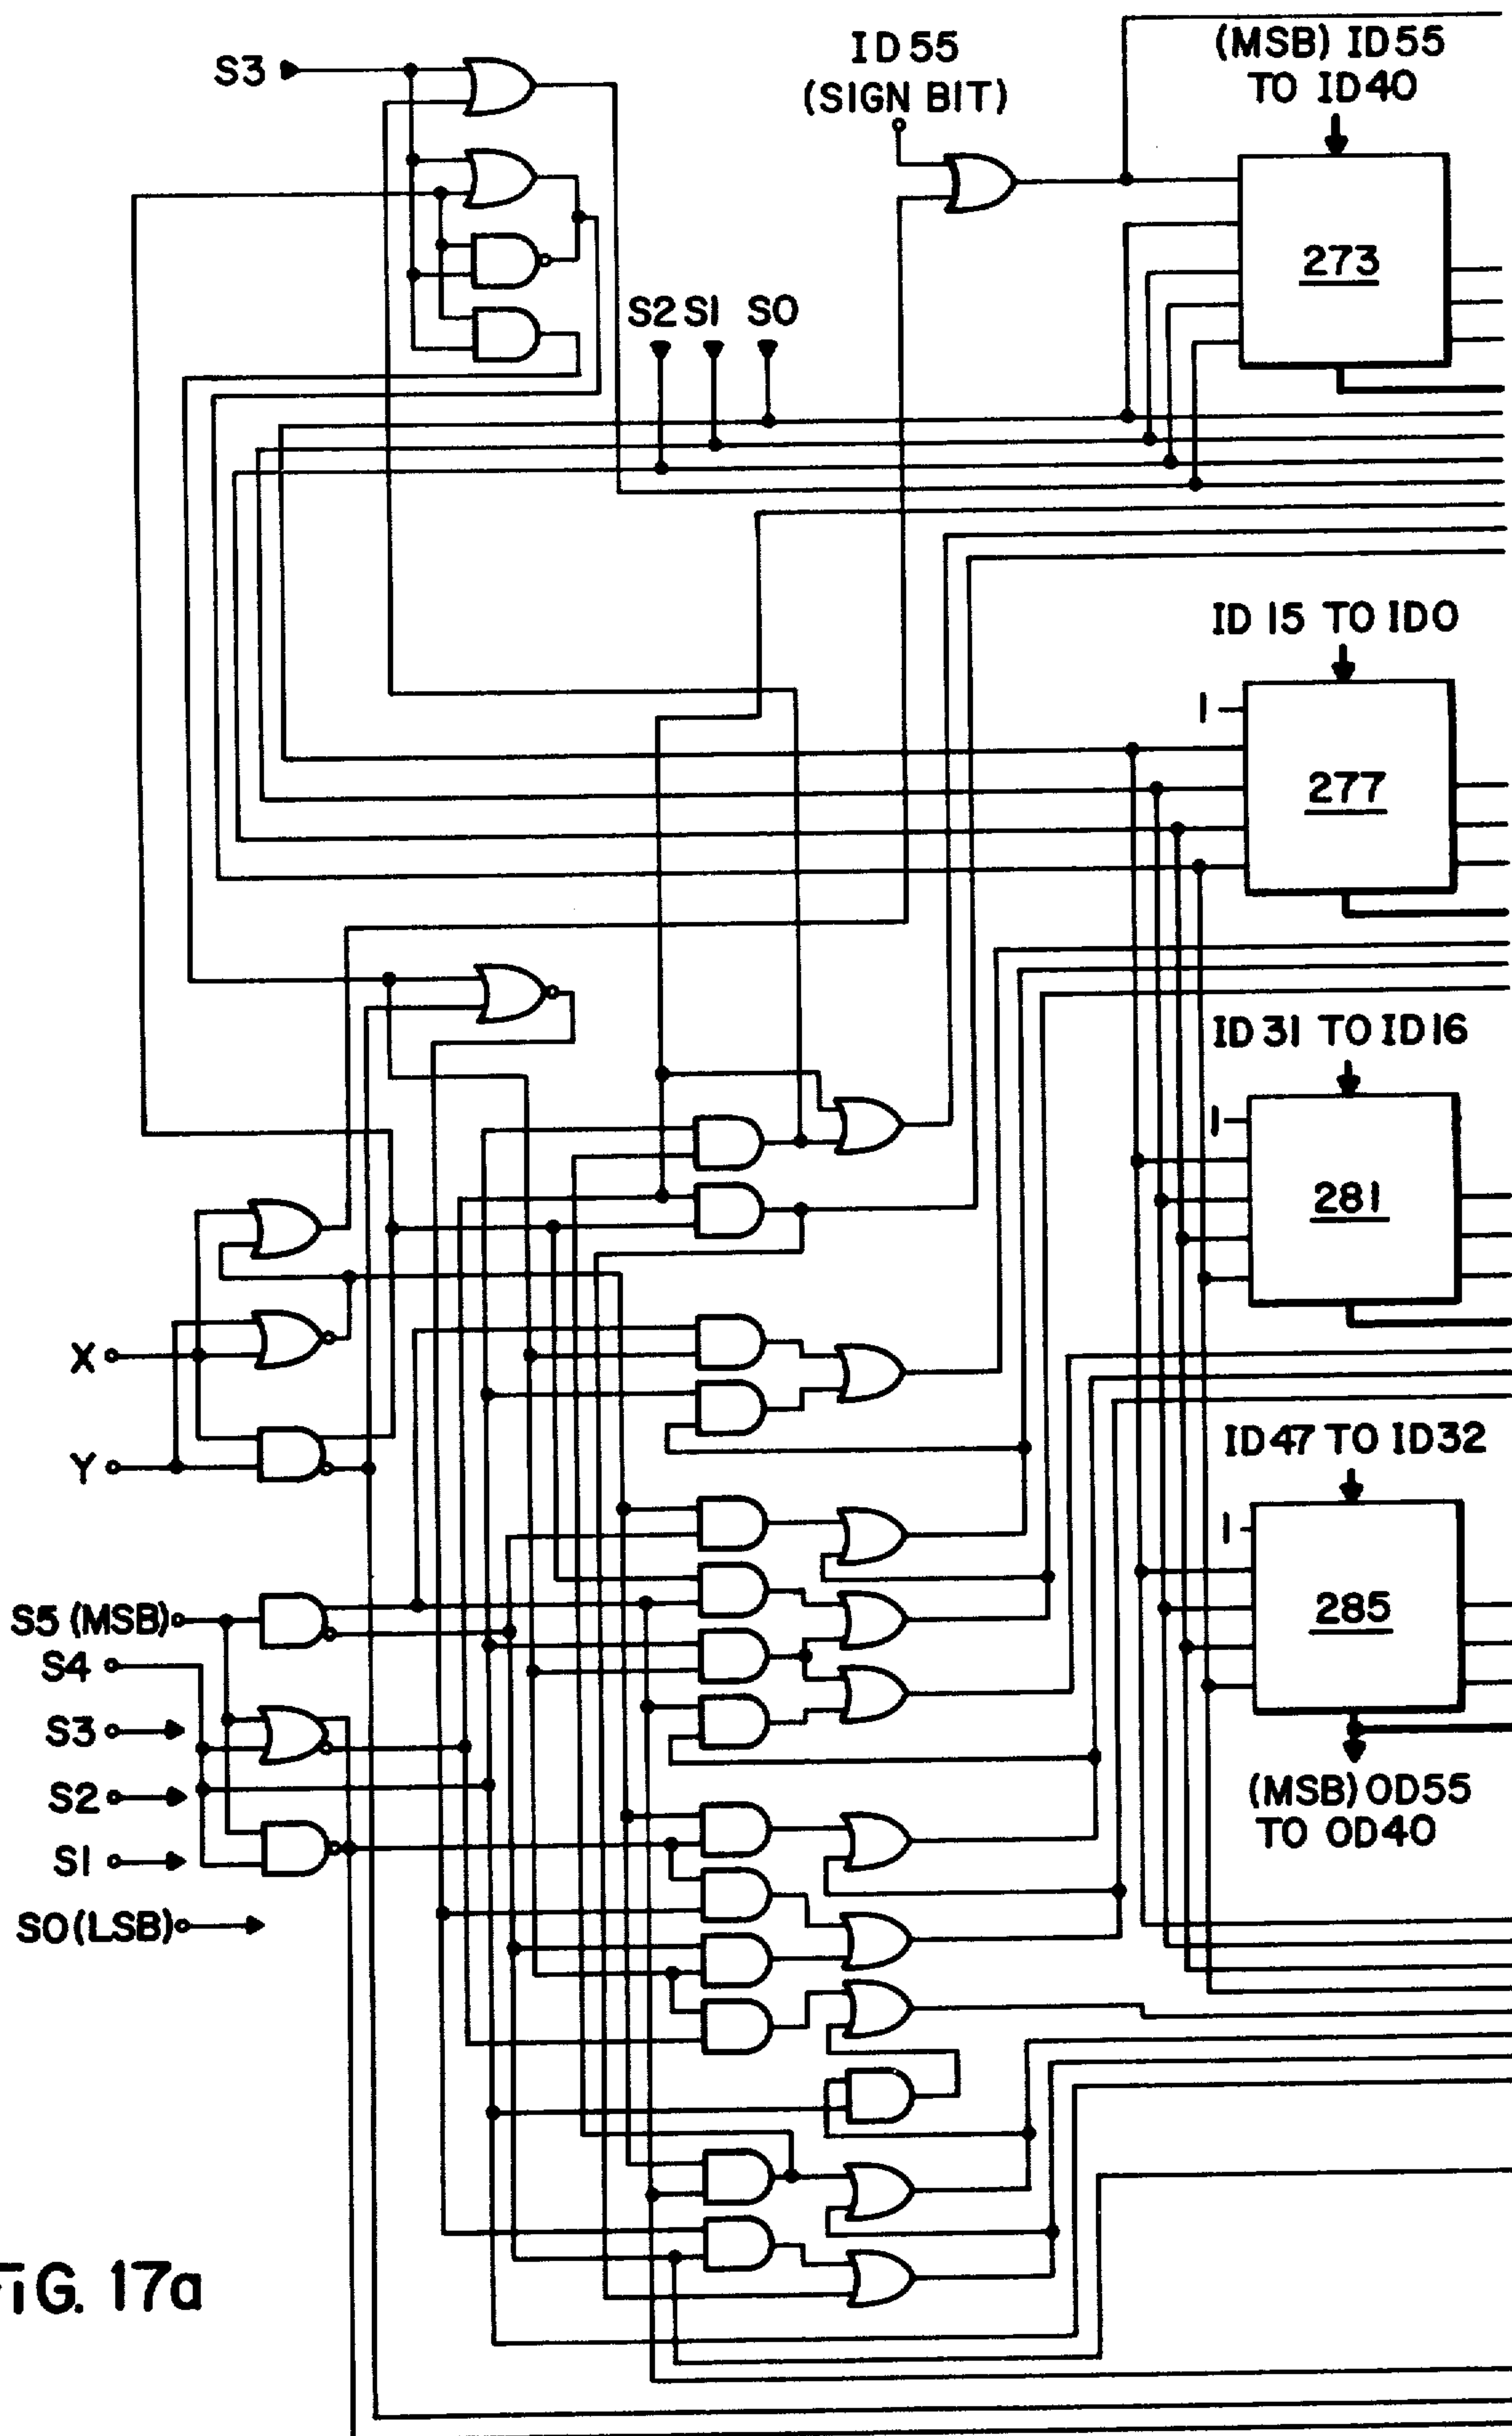 S3
ID55
(SIGN BIT)
(MSB) ID55
TO ID40
273
S2 S1 S0
ID 15 TO ID0
1
277
ID 31 TO ID16
1
281
X
Y
ID47 TO ID32
1
285
S5 (MSB)
S4
S3
S2
S1
S0 (LSB)
(MSB) OD55
TO OD40
FIG. 17a